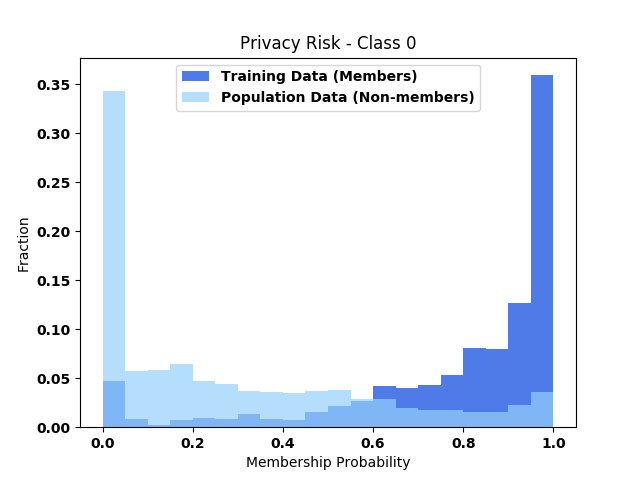 Privacy Risk - Class 0
Training Data (Members)
Population Data (Non-members)
Fraction
0.35
0.30
0.25
0.20
0.15
0.10
0.05
0.00
0.0 0.2 0.4 0.6 0.8 1.0
Membership Probability